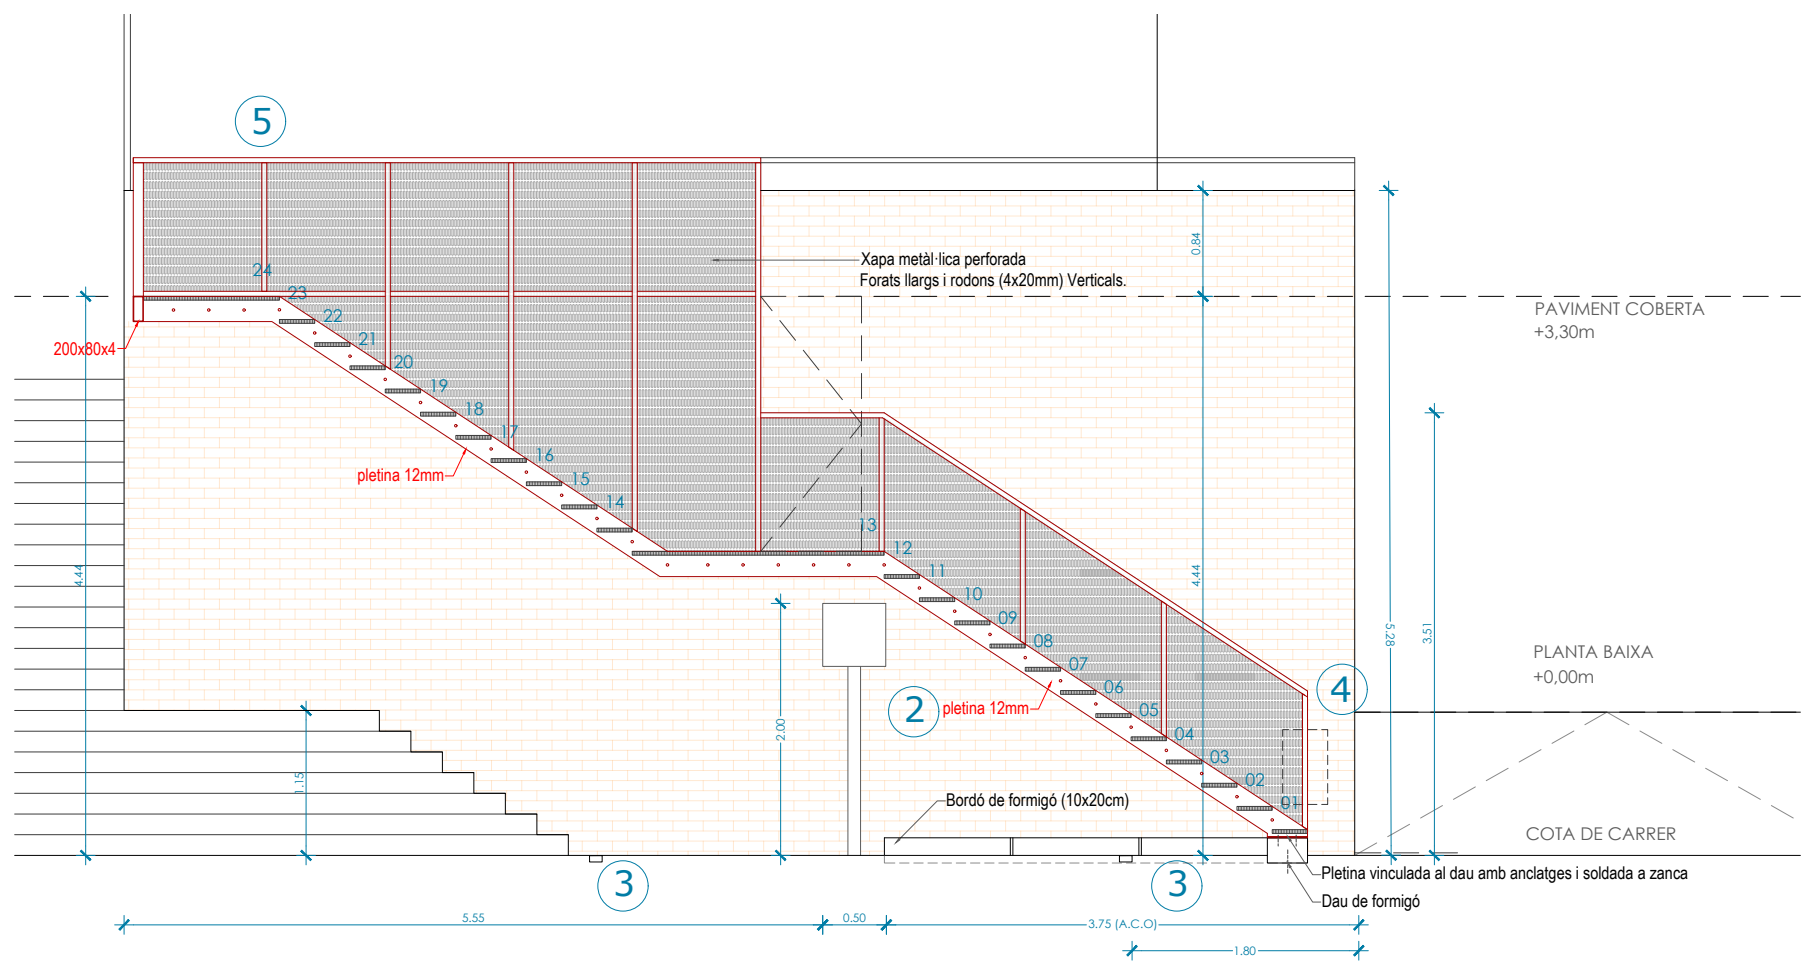 5
0.84
24
Xapa metàl·lica perforada
Forats llargs i rodons (4x20mm) Verticals.
23
PAVIMENT COBERTA
+3,30m
22
21
200x80x4
20
19
18
17
16
pletina 12mm
15
14
13
12
11
4.44
4.44
10
09
5.28
3.51
08
PLANTA BAIXA
+0,00m
07
06
4
2
pletina 12mm
05
2.00
04
03
1.15
02
01
Bordó de formigó (10x20cm)
COTA DE CARRER
3
3
Pletina vinculada al dau amb anclatges i soldada a zanca
Dau de formigó
5.55
0.50
3.75 (A.C.O)
1.80